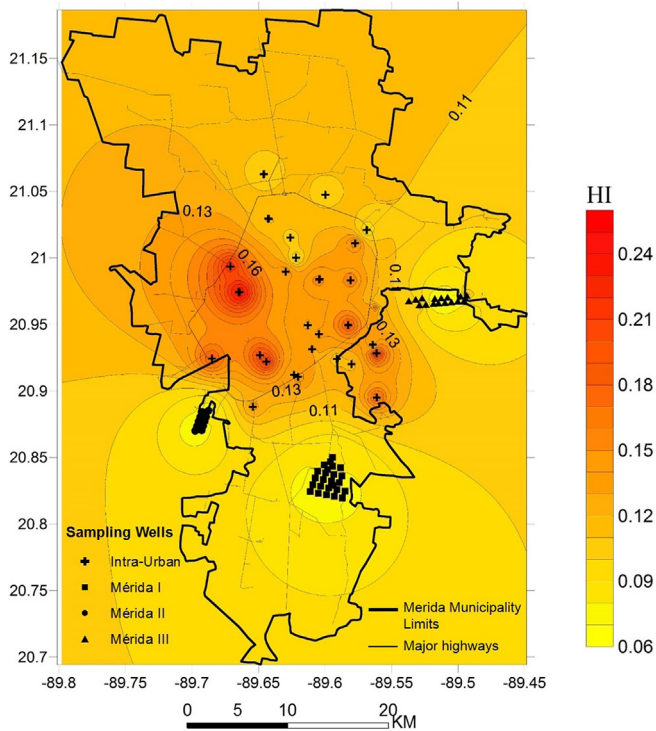 21.15
21.1
21.05
21
20.95
20.9
20.85
20.8
20.75
20.7
0.11
0.13
0.16
0.13
0.13
0.11
Sampling Wells
Intra-Urban
Mérida I
Mérida II
Mérida III
Merida Municipality
Limits
Major highways
-89.8 -89.7 -89.65 -89.6 -89.55 -89.5 -89.45
0 5 10 20
KM
HI
0.24
0.21
0.18
0.15
0.12
0.09
0.06